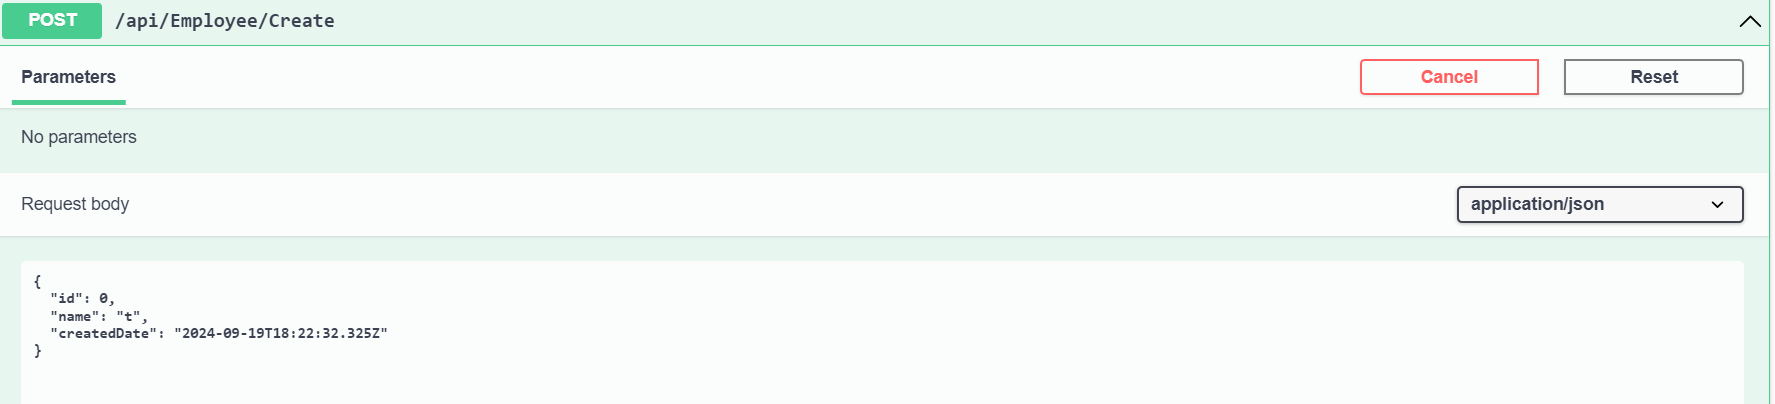 POST /api/Employee/Create
Parameters Cancel Reset
No parameters
Request body application/json
{
  "id": 0,
  "name": "t",
  "createdDate": "2024-09-19T18:22:32.325Z"
}